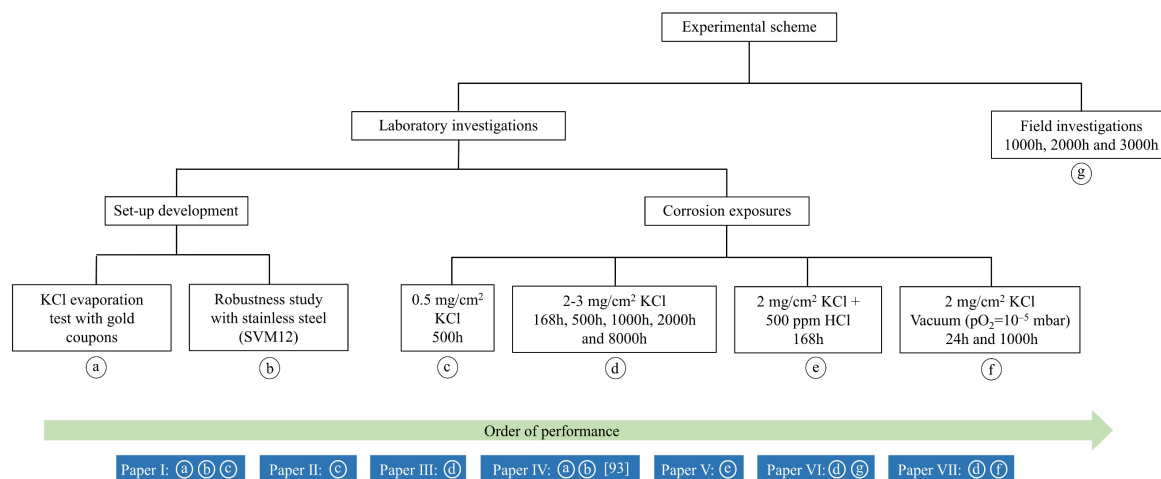 Experimental scheme
Laboratory investigations
Field investigations
1000h, 2000h and 3000h
g
Set-up development
Corrosion exposures
KCl evaporation
test with gold
coupons
a
Robustness study
with stainless steel
(SVM12)
b
0.5 mg/cm²
KCl
500h
c
2-3 mg/cm² KCl
168h, 500h, 1000h, 2000h
and 8000h
d
2 mg/cm² KCl +
500 ppm HCl
168h
e
2 mg/cm² KCl
Vacuum (pO₂=10⁻⁵ mbar)
24h and 1000h
f
Order of performance
Paper I: a b c
Paper II: c
Paper III: d
Paper IV: a b [93]
Paper V: e
Paper VI: d g
Paper VII: d f